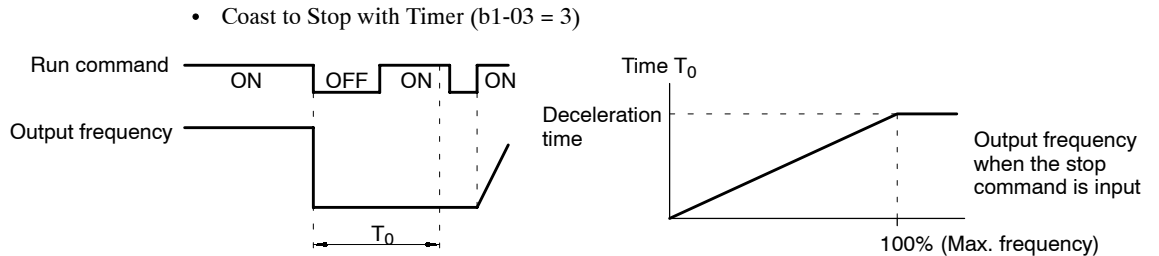 • Coast to Stop with Timer (b1-03 = 3)
Run command
ON
OFF
ON
ON
Output frequency
T0
Time T0
Deceleration
time
Output frequency
when the stop
command is input
100% (Max. frequency)